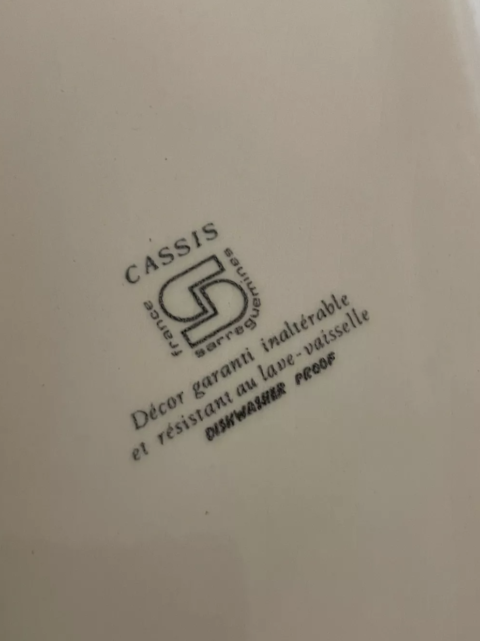 CASSIS
france sarreguemines
Décor garanti inaltérable
et résistant au lave-vaisselle
DISHWASHER PROOF